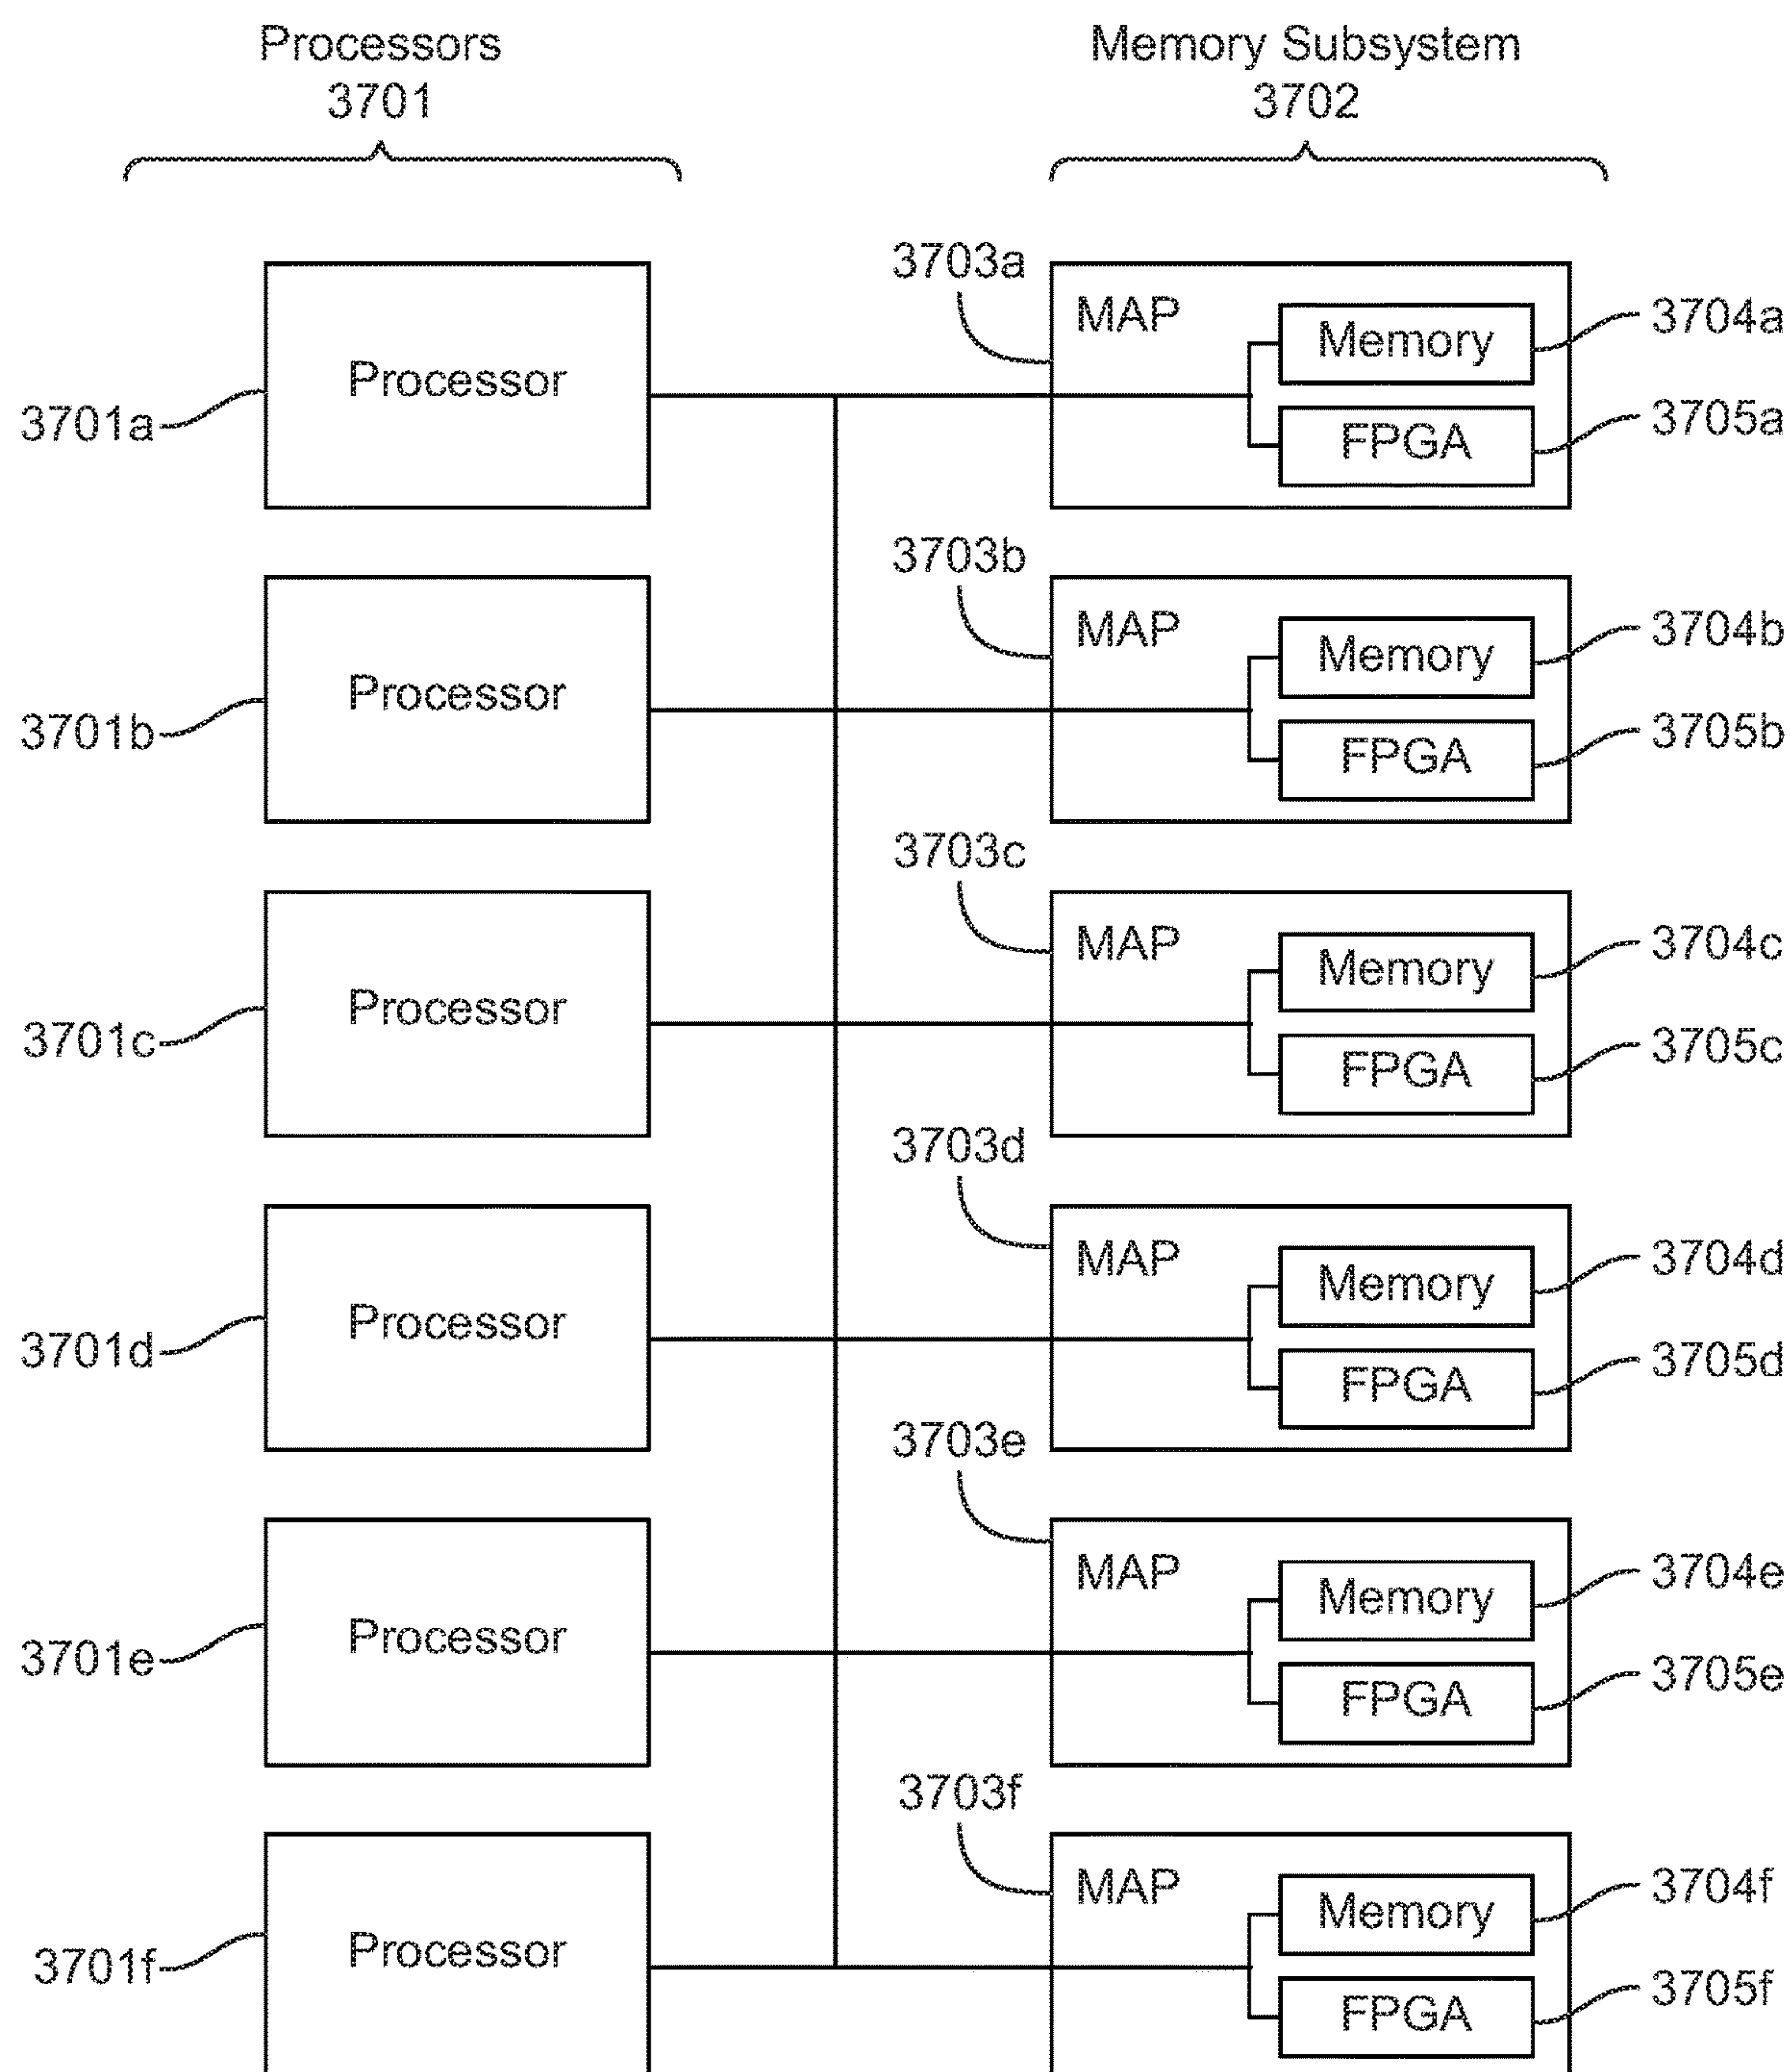 Processors
3701
Memory Subsystem
3702
3703a
MAP
Memory
3704a
Processor
3701a
FPGA
3705a
3703b
MAP
Memory
3704b
Processor
3701b
FPGA
3705b
3703c
MAP
Memory
3704c
Processor
3701c
FPGA
3705c
3703d
MAP
Memory
3704d
Processor
3701d
FPGA
3705d
3703e
MAP
Memory
3704e
Processor
3701e
FPGA
3705e
3703f
MAP
Memory
3704f
Processor
3701f
FPGA
3705f